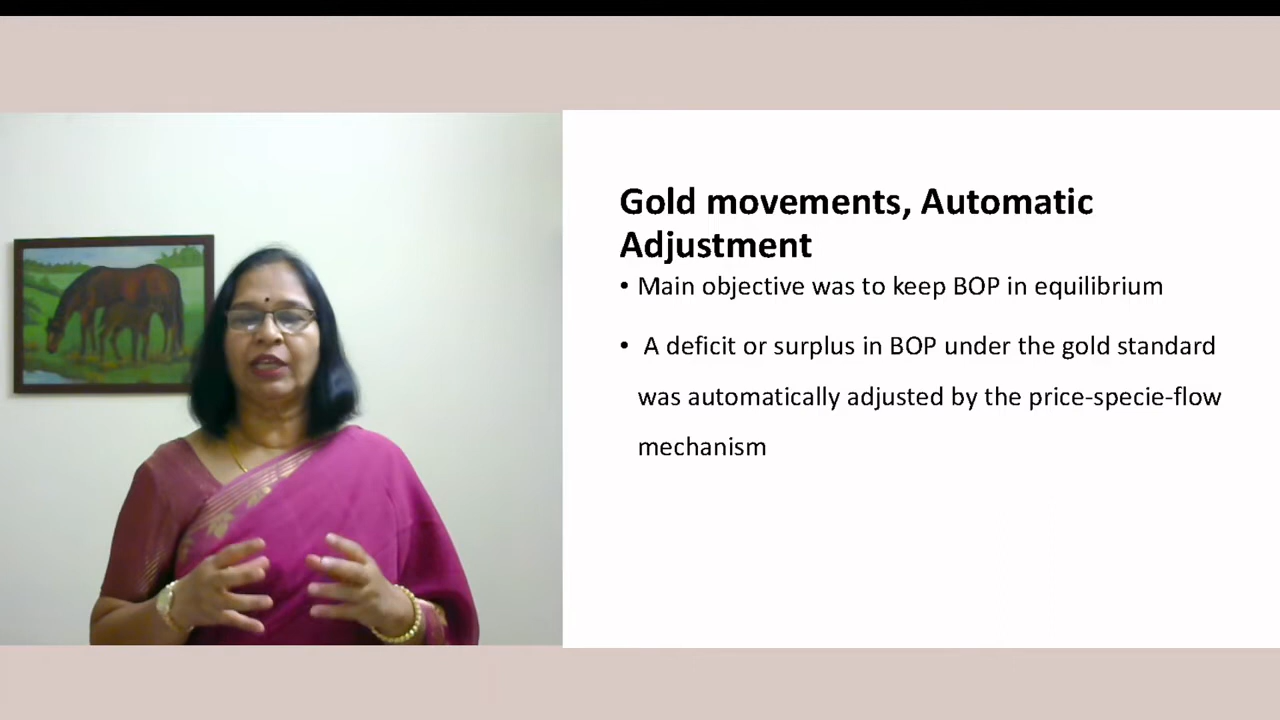 Gold movements, Automatic
Adjustment
• Main objective was to keep BOP in equilibrium
• A deficit or surplus in BOP under the gold standard
was automatically adjusted by the price-specie-flow
mechanism